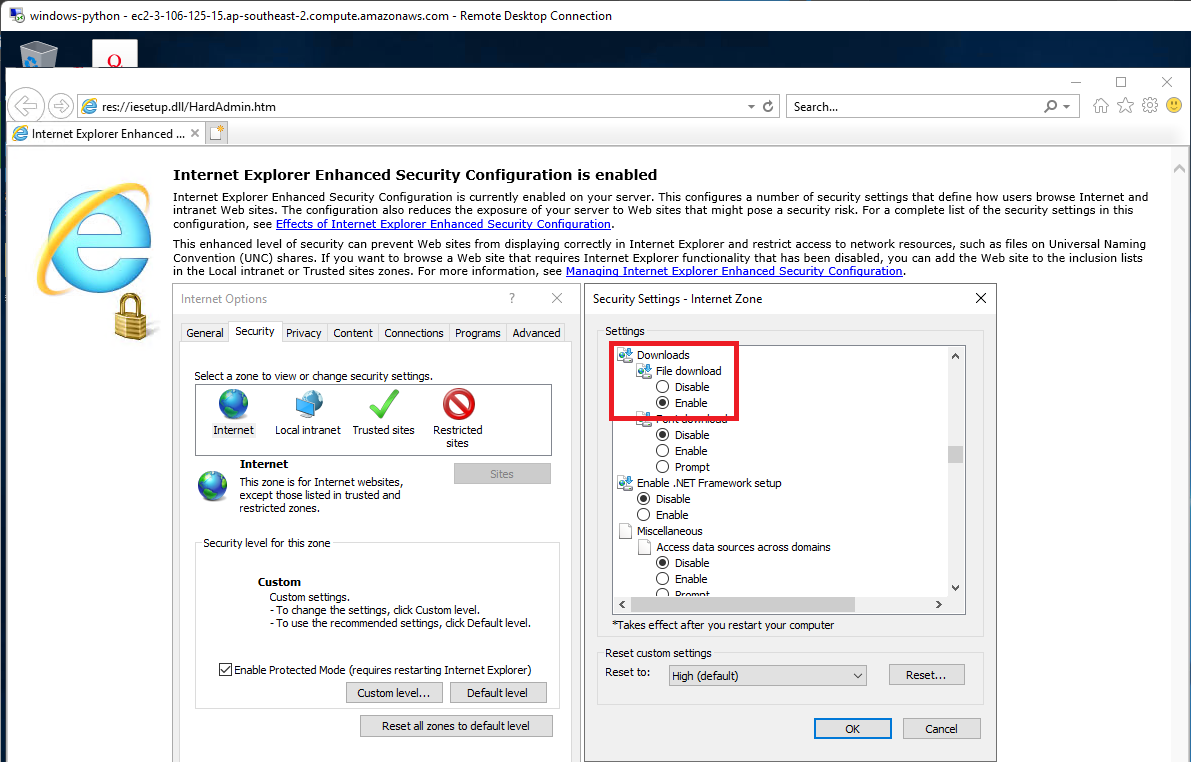 windows-python - ec2-3-106-125-15.ap-southeast-2.compute.amazonaws.com - Remote Desktop Connection
Q
res://iesetup.dll/HardAdmin.htm
Search...
Internet Explorer Enhanced ...
Internet Explorer Enhanced Security Configuration is enabled
Internet Explorer Enhanced Security Configuration is currently enabled on your server. This configures a number of security settings that define how users browse Internet and
intranet Web sites. The configuration also reduces the exposure of your server to Web sites that might pose a security risk. For a complete list of the security settings in this
configuration, see Effects of Internet Explorer Enhanced Security Configuration.
This enhanced level of security can prevent Web sites from displaying correctly in Internet Explorer and restrict access to network resources, such as files on Universal Naming
Convention (UNC) shares. If you want to browse a Web site that requires Internet Explorer functionality that has been disabled, you can add the Web site to the inclusion lists
in the Local intranet or Trusted sites zones. For more information, see Managing Internet Explorer Enhanced Security Configuration.
Internet Options
?
General Security Privacy Content Connections Programs Advanced
Select a zone to view or change security settings.
Internet
Local intranet
Trusted sites
Restricted
sites
Internet
This zone is for Internet websites,
except those listed in trusted and
restricted zones.
Sites
Security level for this zone
Custom
Custom settings.
- To change the settings, click Custom level.
- To use the recommended settings, click Default level.
Enable Protected Mode (requires restarting Internet Explorer)
Custom level...
Default level
Reset all zones to default level
Security Settings - Internet Zone
Settings
Downloads
File download
Disable
Enable
Font download
Disable
Enable
Prompt
Enable .NET Framework setup
Disable
Enable
Miscellaneous
Access data sources across domains
Disable
Enable
Prompt
*Takes effect after you restart your computer
Reset custom settings
Reset to:
High (default)
Reset...
OK
Cancel